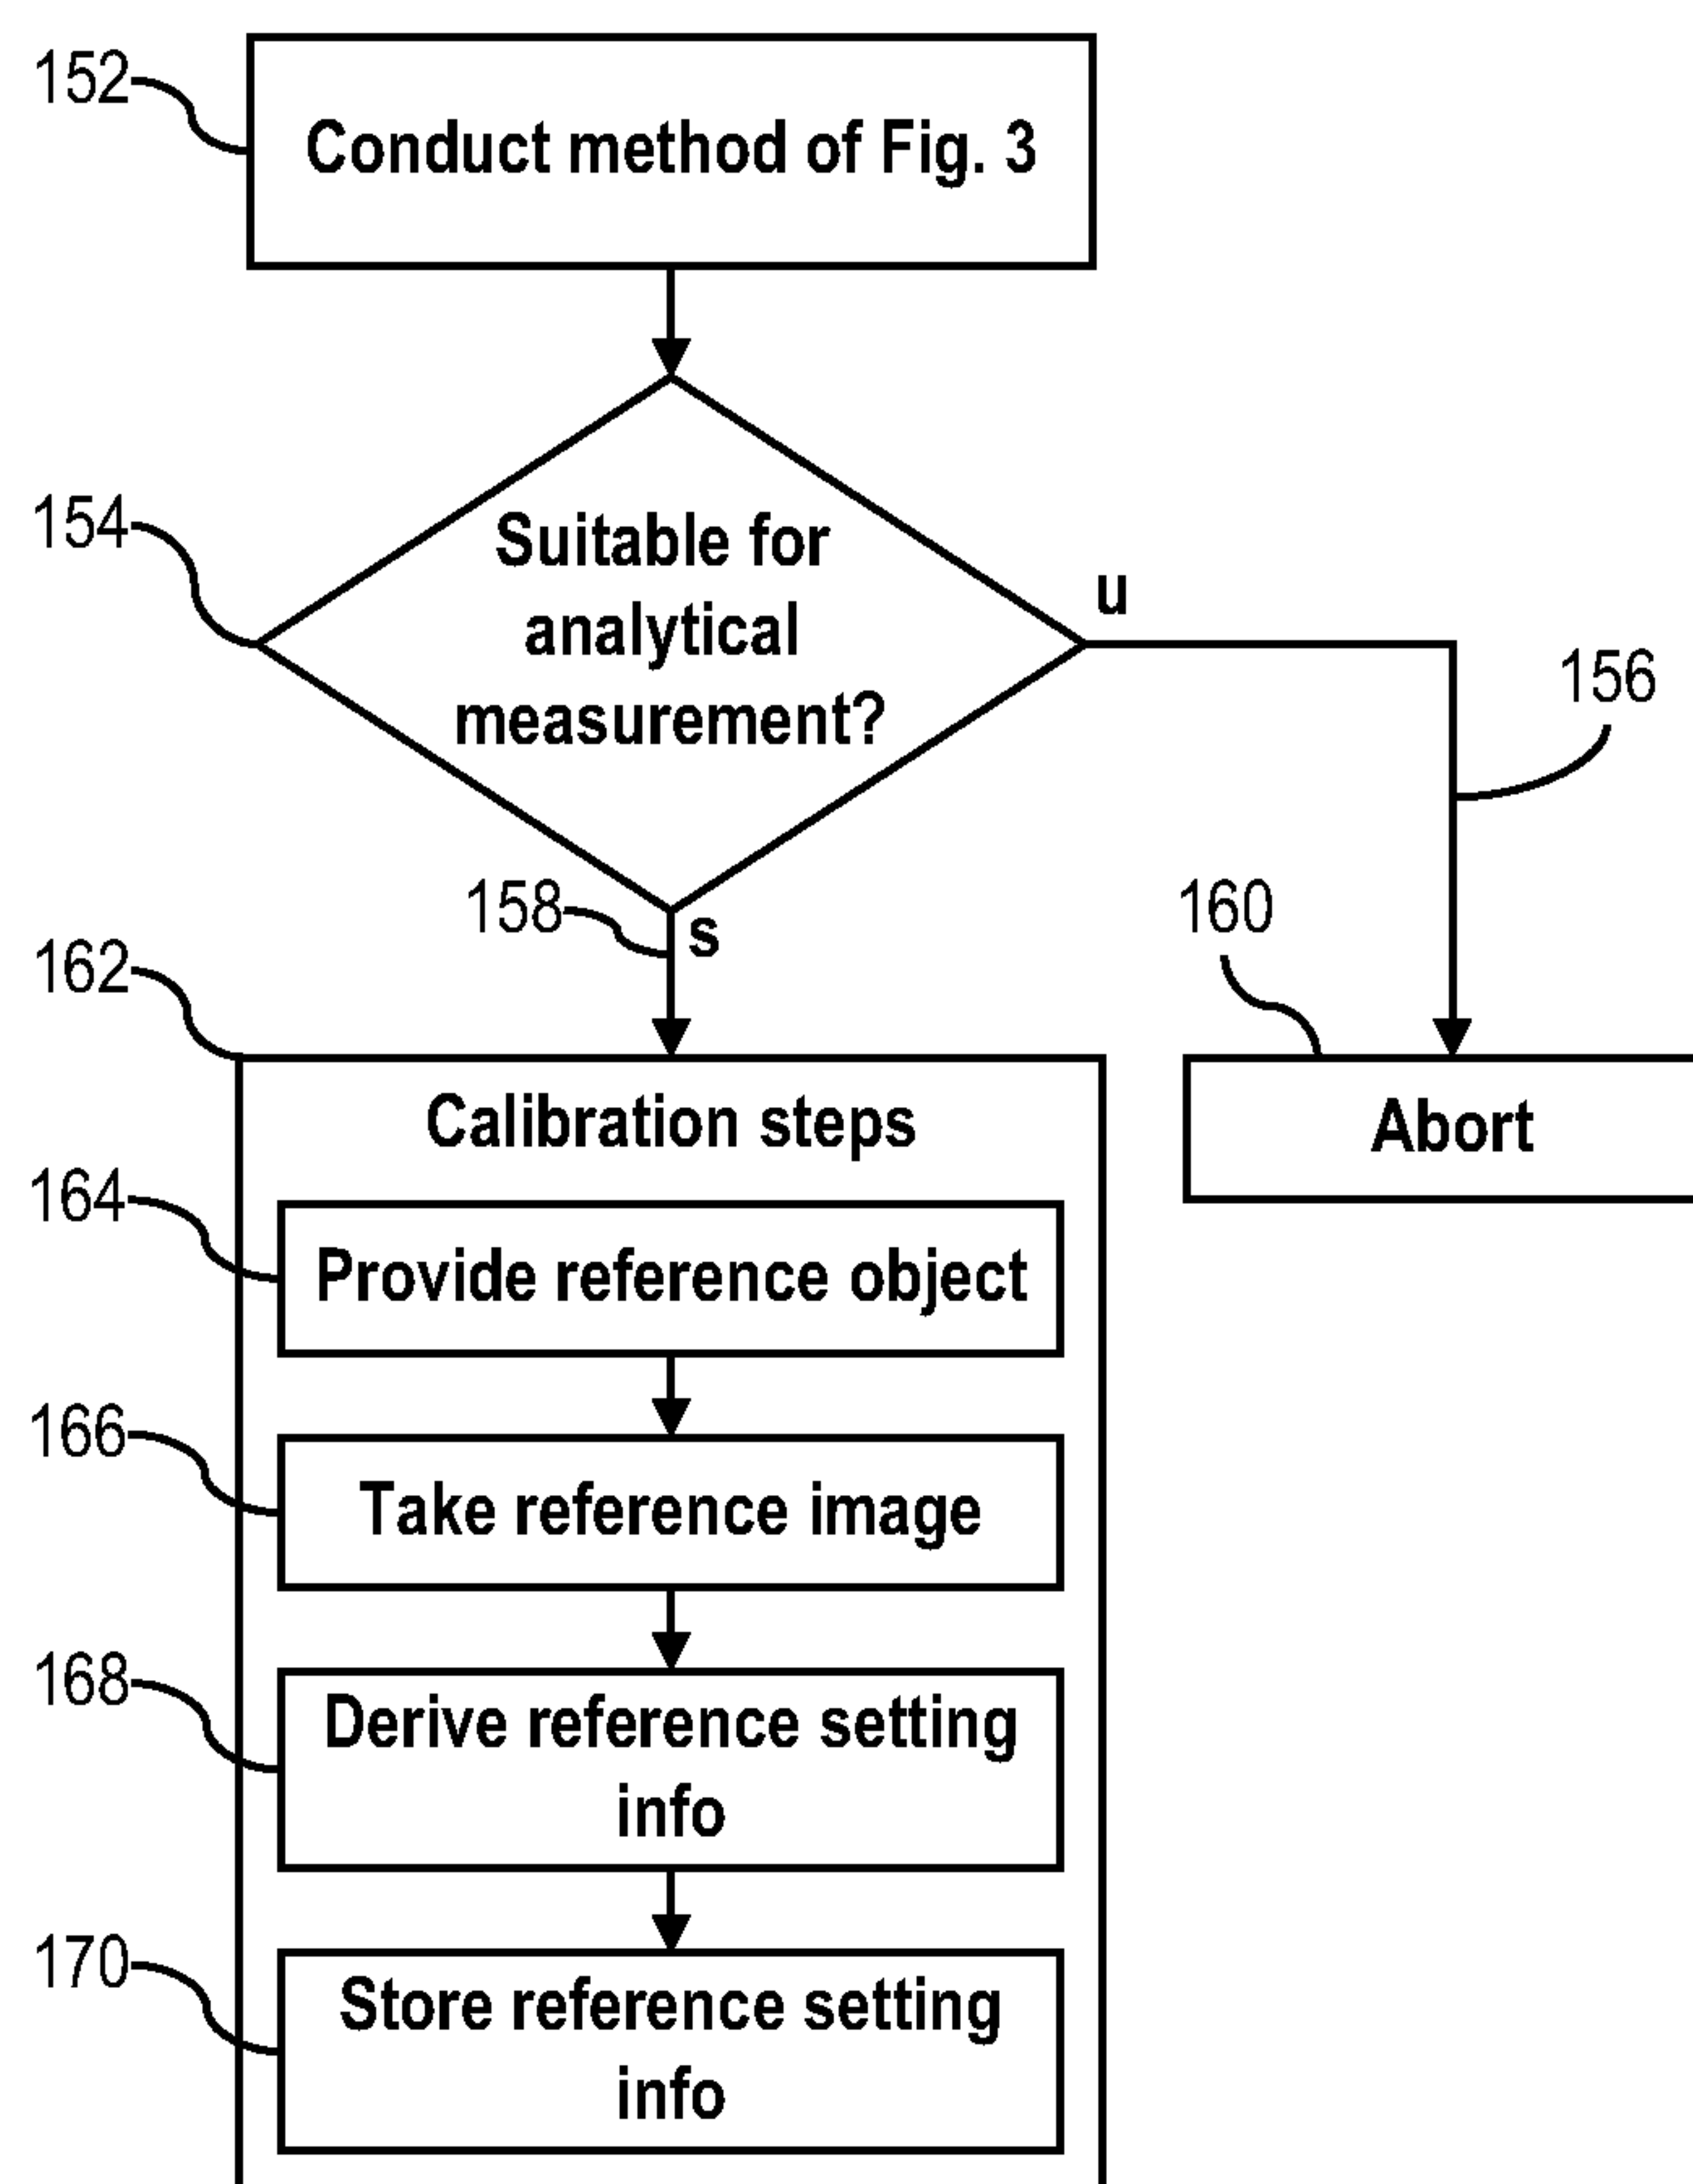 152
Conduct method of Fig. 3
154
Suitable for
analytical
measurement?
u
156
158
s
160
162
Calibration steps
Abort
164
Provide reference object
166
Take reference image
168
Derive reference setting
info
170
Store reference setting
info